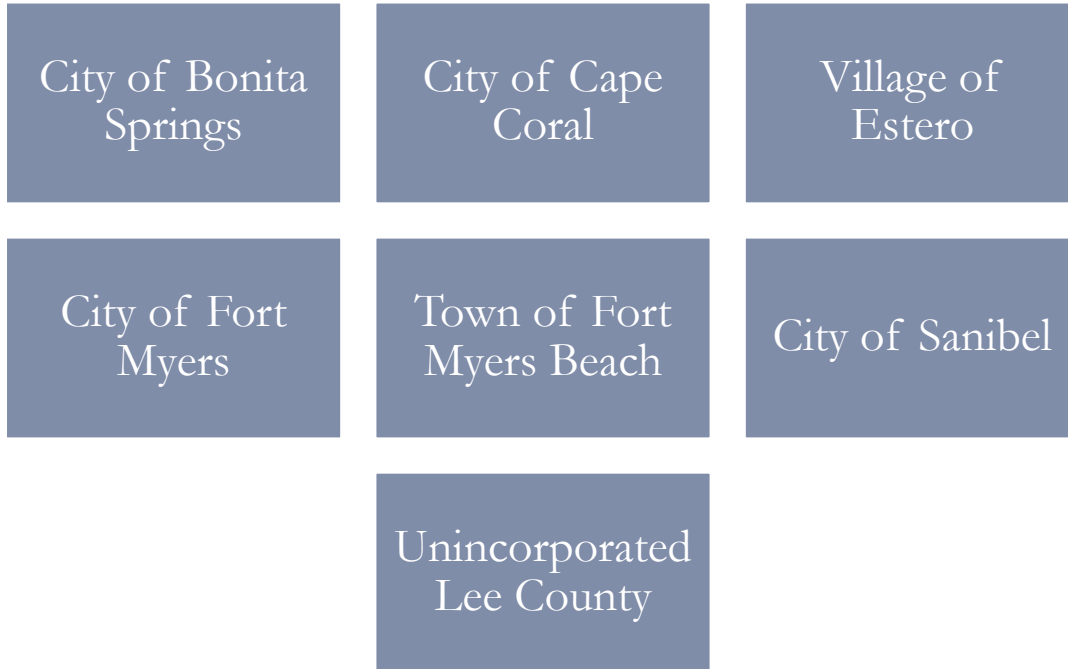 City of Bonita
Springs
City of Cape
Coral
Village of
Estero
City of Fort
Myers
Town of Fort
Myers Beach
City of Sanibel
Unincorporated
Lee County